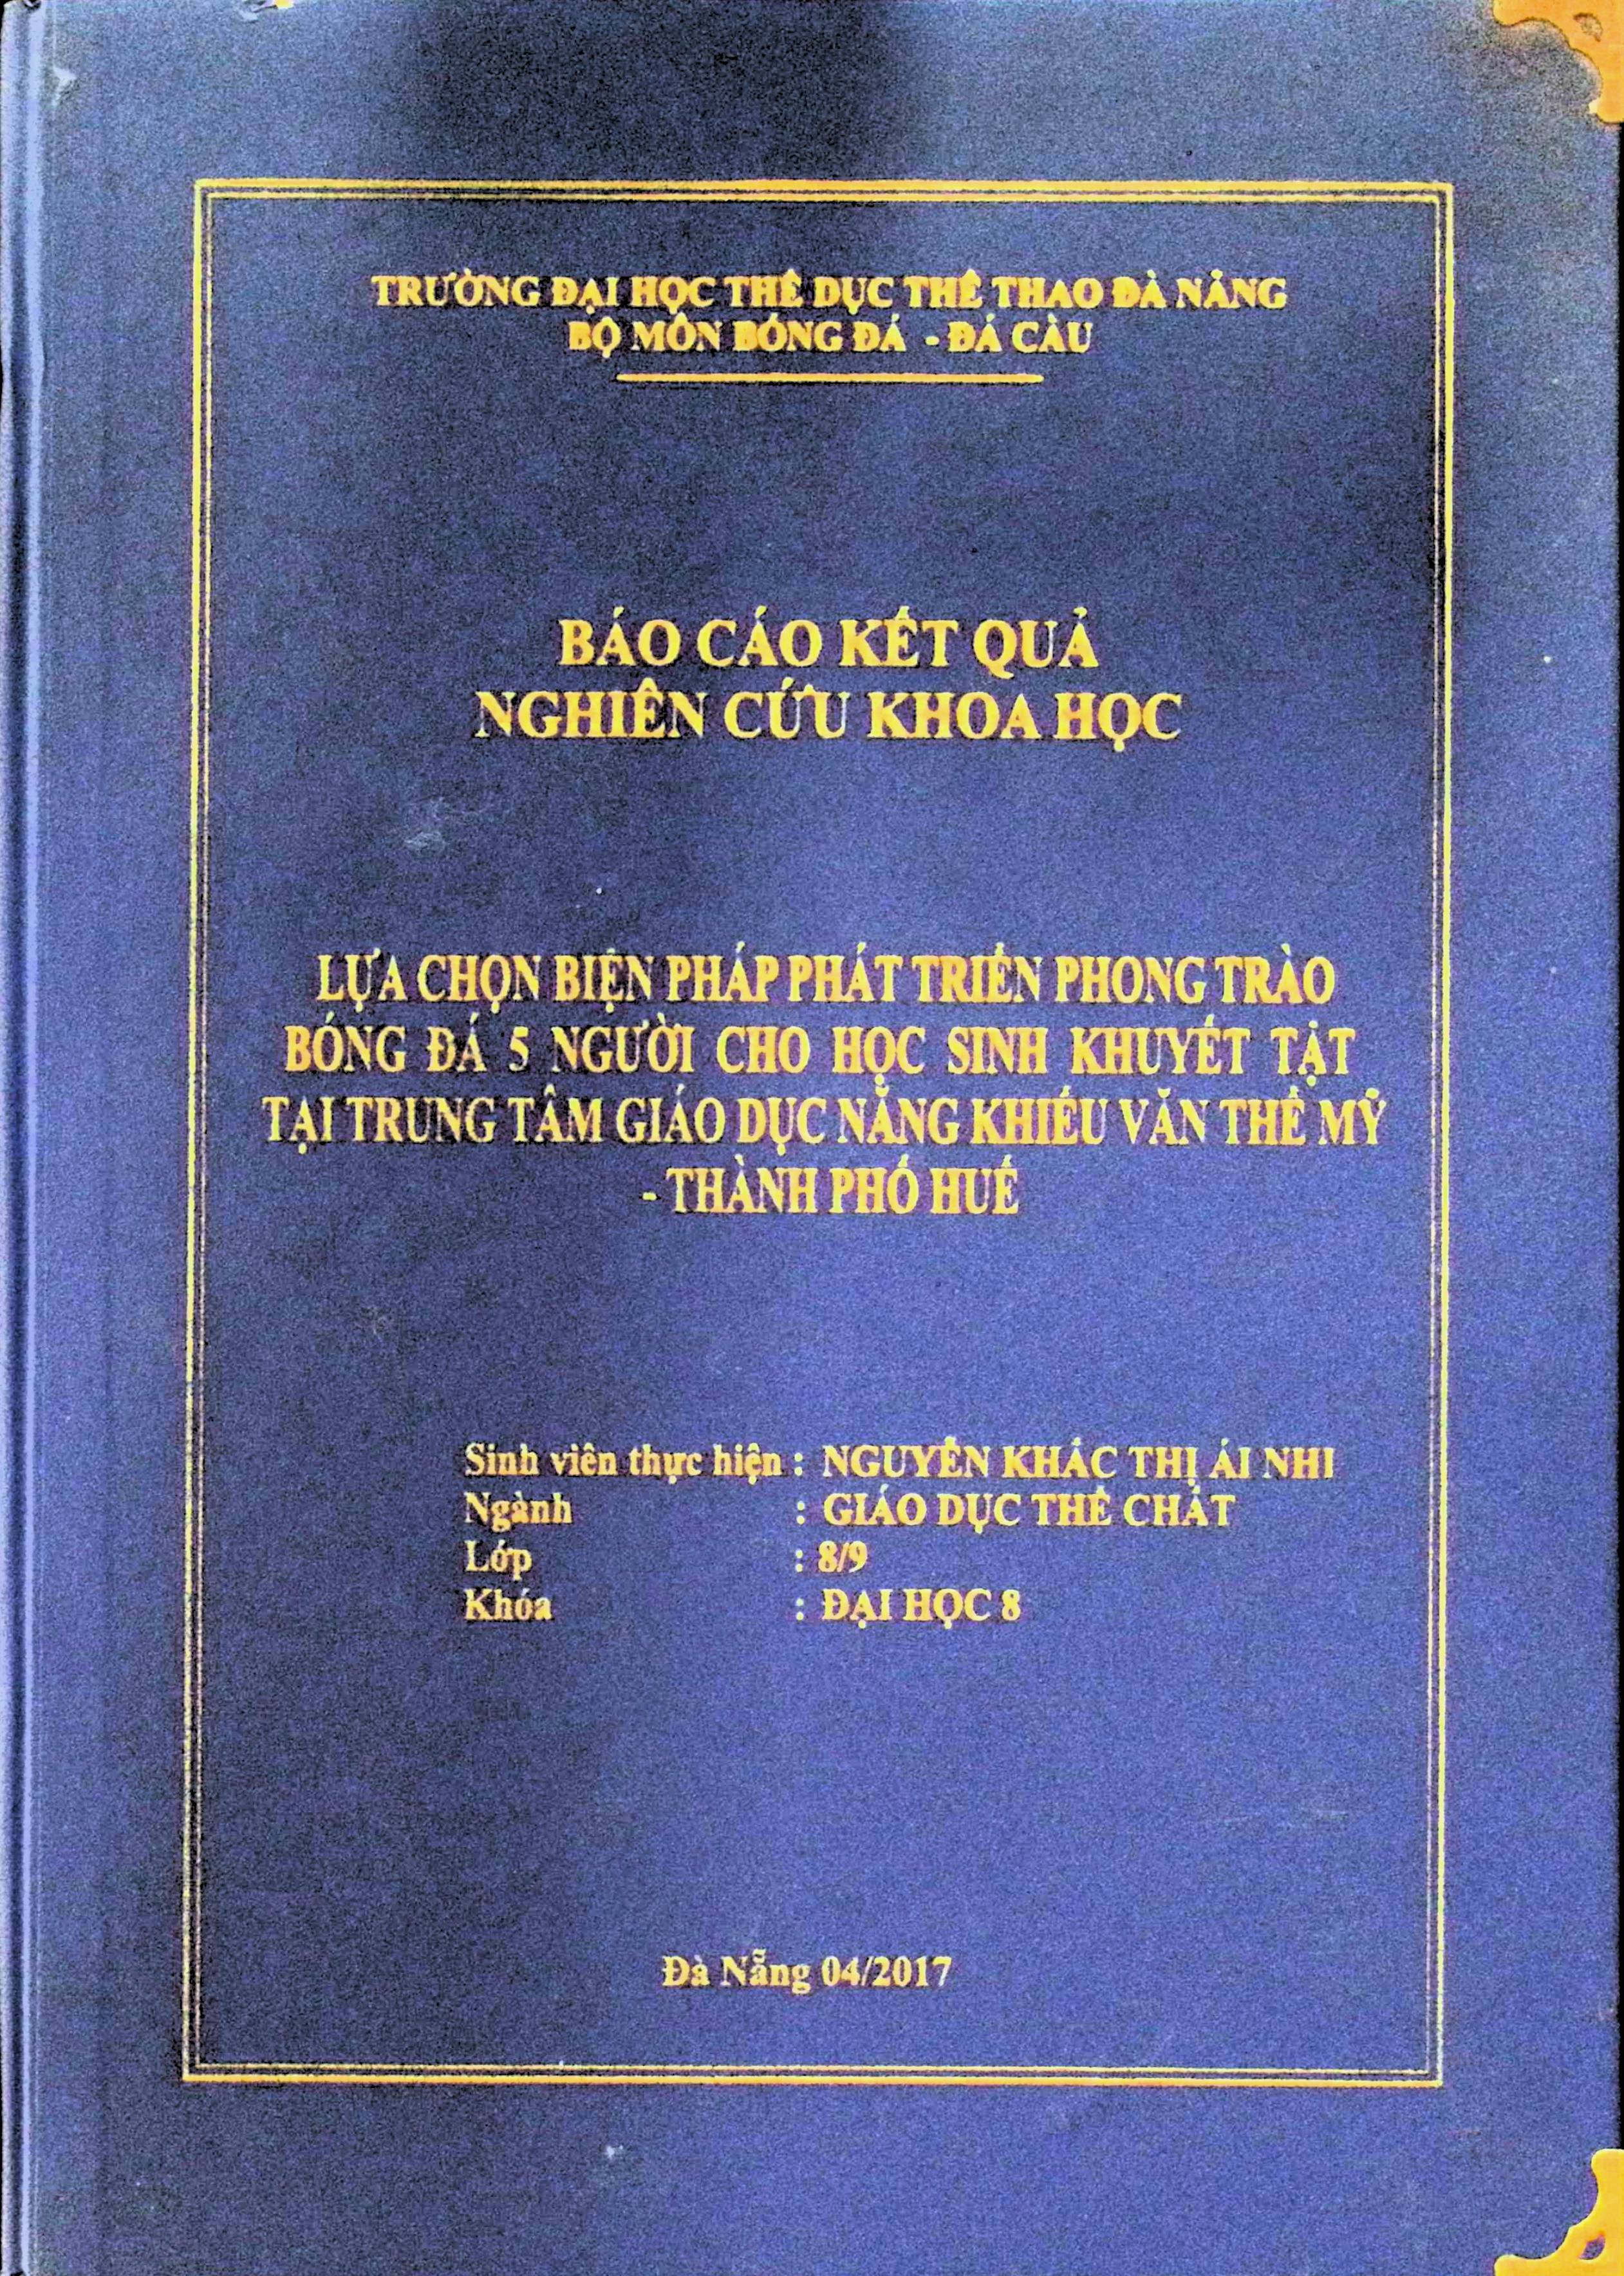 TRƯỜNG ĐẠI HỌC THỂ DỤC THỂ THAO ĐÀ NẴNG
BỘ MÔN BÓNG ĐÁ - ĐÁ CẦU
BÁO CÁO KẾT QUẢ
NGHIÊN CỨU KHOA HỌC
LỰA CHỌN BIỆN PHÁP PHÁT TRIỂN PHONG TRÀO
BÓNG ĐÁ 5 NGƯỜI CHO HỌC SINH KHUYẾT TẬT
TẠI TRUNG TÂM GIÁO DỤC NĂNG KHIẾU VĂN THỂ MỸ
- THÀNH PHỐ HUẾ
Sinh viên thực hiện : NGUYỄN KHẮC THỊ ÁI NHI
Ngành : GIÁO DỤC THỂ CHẤT
Lớp : 8/9
Khóa : ĐẠI HỌC 8
Đà Nẵng 04/2017